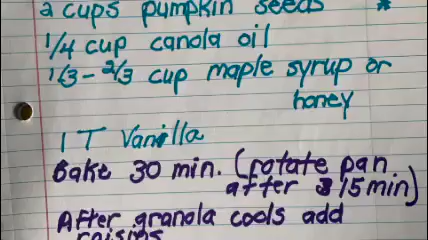 2 cups pumpkin seeds *
1/4 cup canola oil
1/3 - 2/3 cup maple syrup or
honey
1 T Vanilla
Bake 30 min. (rotate pan
after 15 min)
After granola cools add
raisins